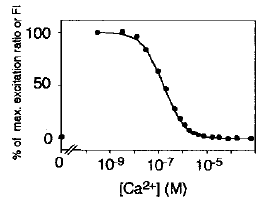 % of max. excitation ratio or FI
100
50
0
0 10⁻⁹ 10⁻⁷ 10⁻⁵
[Ca²⁺] (M)